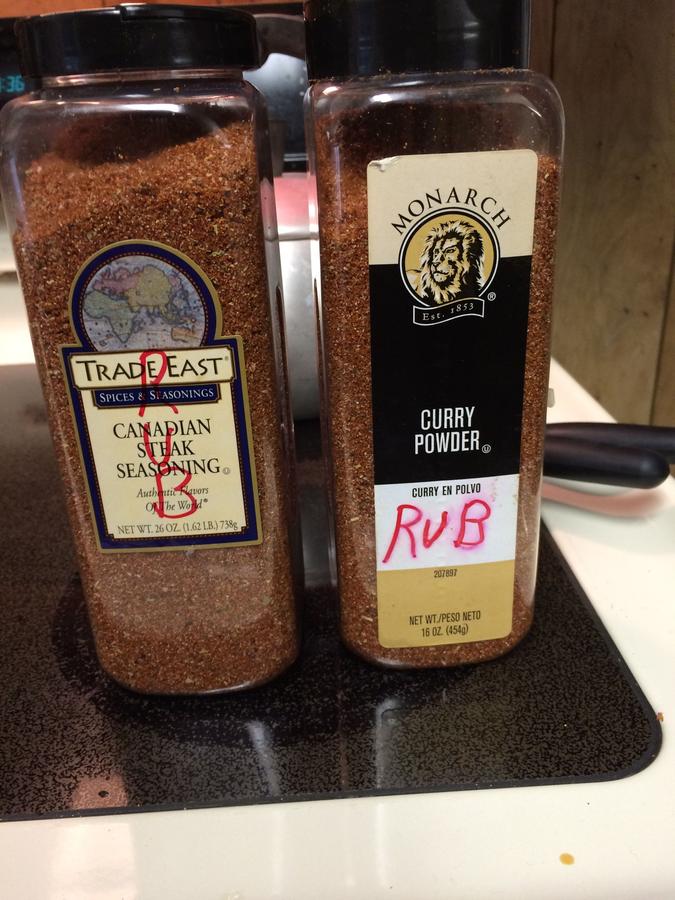 :36
TRADE EAST®
SPICES & SEASONINGS
CANADIAN
STEAK
SEASONING
Authentic Flavors
Of The World®
NET WT. 26 OZ. (1.62 LB.) 738g
RUB
MONARCH
Est. 1853
®
CURRY
POWDER
CURRY EN POLVO
RUB
207897
NET WT./PESO NETO
16 OZ. (454g)